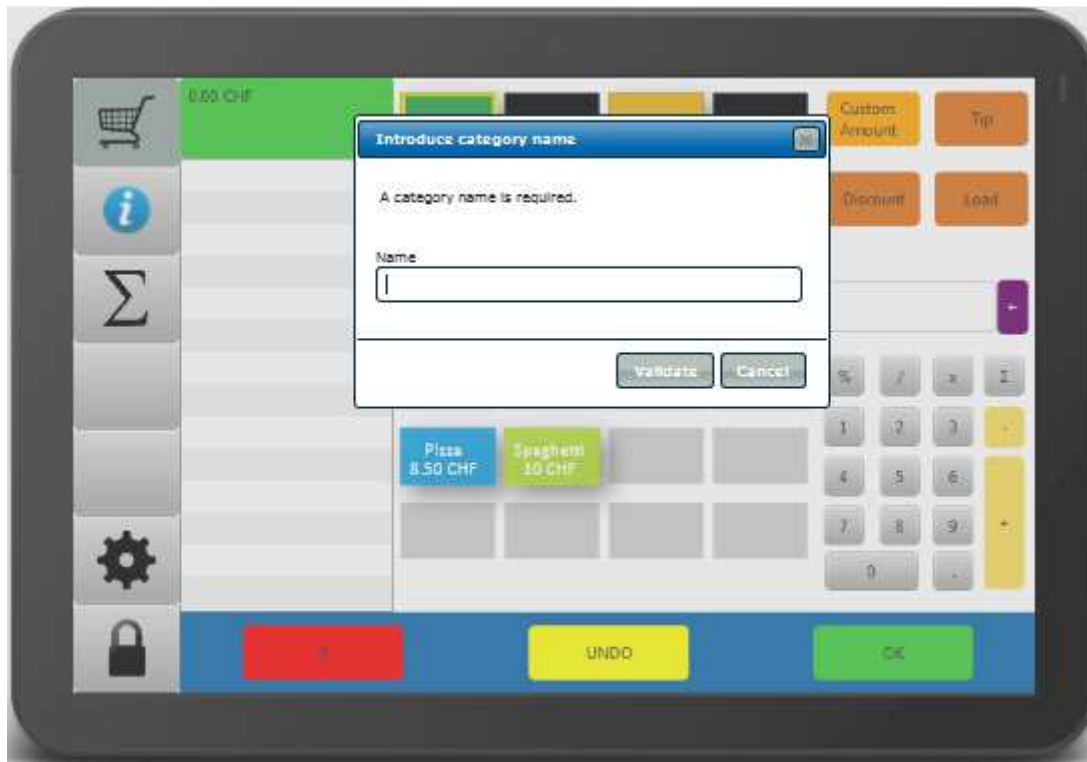 0.00 CHF
Custom
Amount
Tip
Introduce category name
A category name is required.
Discount
Load
Name
Validate
Cancel
%
/
x
Σ
1
2
3
-
Pizza
8.50 CHF
Spaghetti
10 CHF
4
5
6
7
8
9
+
0
.
UNDO
OK